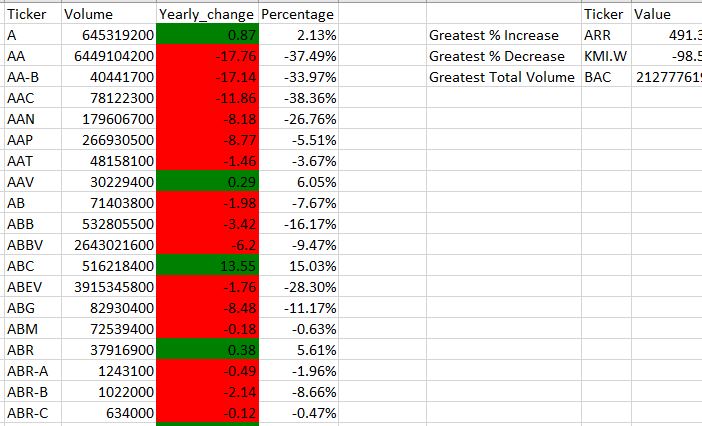 Ticker Volume Yearly_change Percentage Ticker Value
A 645319200 0.87 2.13% Greatest % Increase ARR 491.3
AA 6449104200 -17.76 -37.49% Greatest % Decrease KMI.W -98.5
AA-B 40441700 -17.14 -33.97% Greatest Total Volume BAC 212777619
AAC 78122300 -11.86 -38.36%
AAN 179606700 -8.18 -26.76%
AAP 266930500 -8.77 -5.51%
AAT 48158100 -1.46 -3.67%
AAV 30229400 0.29 6.05%
AB 71403800 -1.98 -7.67%
ABB 532805500 -3.42 -16.17%
ABBV 2643021600 -6.2 -9.47%
ABC 516218400 13.55 15.03%
ABEV 3915345800 -1.76 -28.30%
ABG 82930400 -8.48 -11.17%
ABM 72539400 -0.18 -0.63%
ABR 37916900 0.38 5.61%
ABR-A 1243100 -0.49 -1.96%
ABR-B 1022000 -2.14 -8.66%
ABR-C 634000 -0.12 -0.47%